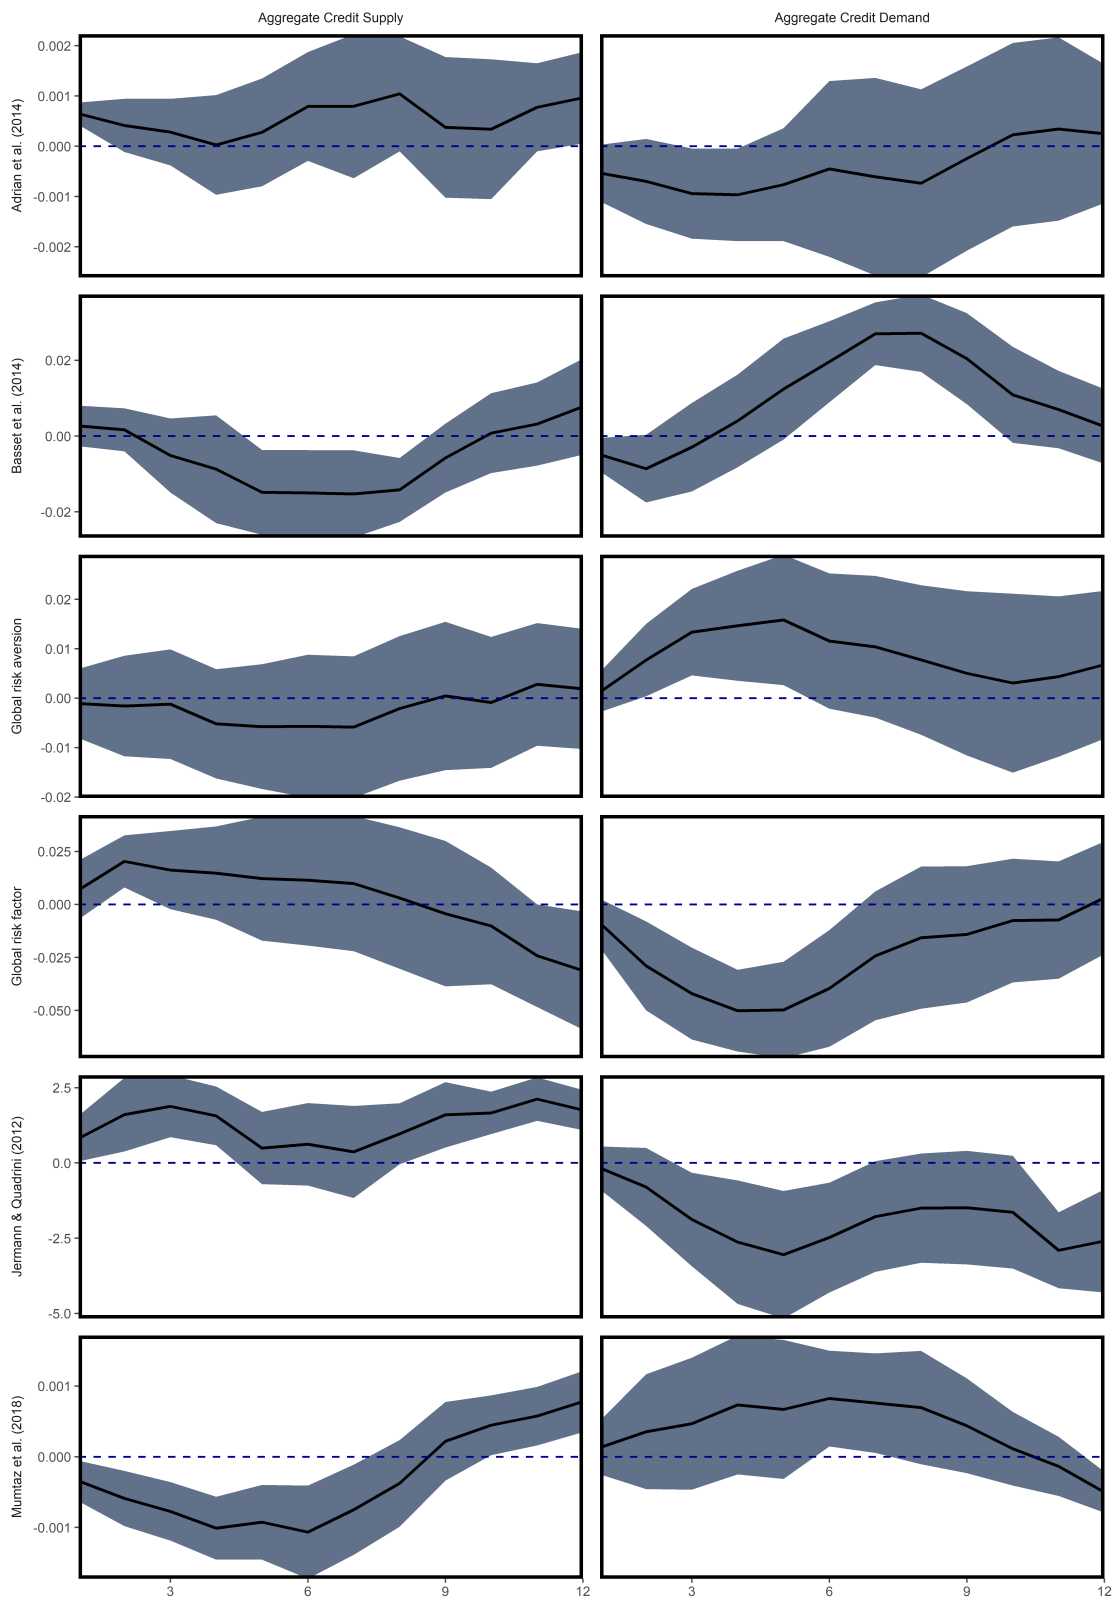 Aggregate Credit Supply
Aggregate Credit Demand
Adrian et al. (2014)
0.002
0.001
0.000
-0.001
-0.002
Basset et al. (2014)
0.02
0.00
-0.02
Global risk aversion
0.02
0.01
0.00
-0.01
-0.02
Global risk factor
0.025
0.000
-0.025
-0.050
Jermann & Quadrini (2012)
2.5
0.0
-2.5
-5.0
Mumtaz et al. (2018)
0.001
0.000
-0.001
3 6 9 12
3 6 9 12